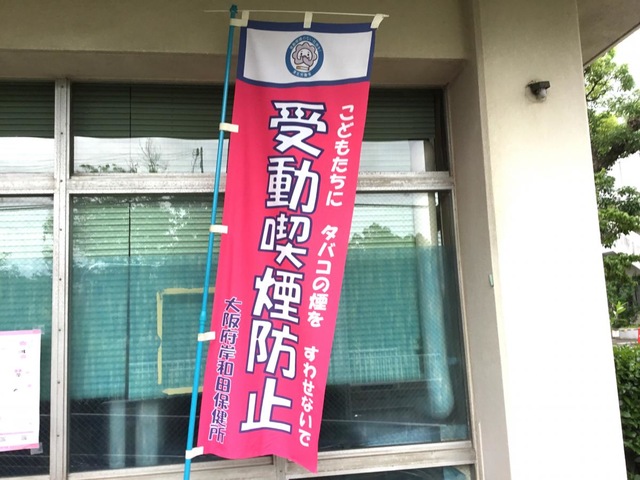 こどもたちに タバコの煙を すわせないで
受動喫煙防止
大阪府岸和田保健所